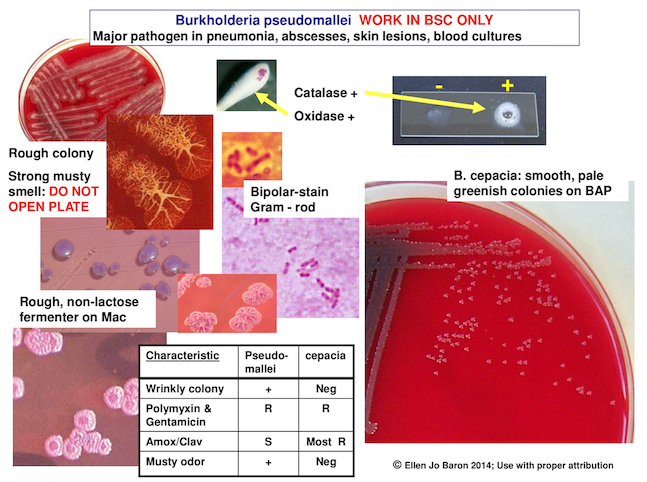 Burkholderia pseudomallei WORK IN BSC ONLY
Major pathogen in pneumonia, abscesses, skin lesions, blood cultures
Catalase +
Oxidase +
- +
Rough colony
Strong musty
smell: DO NOT
OPEN PLATE
Bipolar-stain
Gram - rod
B. cepacia: smooth, pale
greenish colonies on BAP
Rough, non-lactose
fermenter on Mac
Characteristic Pseudo- cepacia
mallei
Wrinkly colony + Neg
Polymyxin & R R
Gentamicin
Amox/Clav S Most R
Musty odor + Neg
© Ellen Jo Baron 2014; Use with proper attribution